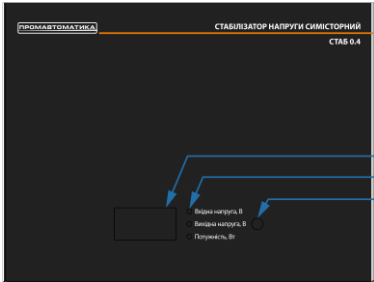 ПРОМАВТОМАТИКА
СТАБІЛІЗАТОР НАПРУГИ СИМІСТОРНИЙ
СТАБ 0.4
Вхідна напруга, В
Вихідна напруга, В
Потужність, Вт